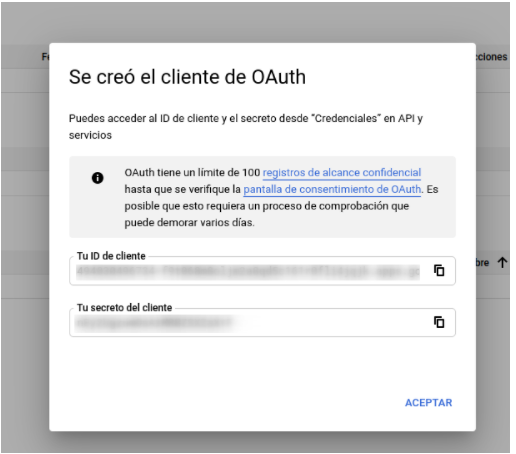 Fe
cciones
Se creó el cliente de OAuth
Puedes acceder al ID de cliente y el secreto desde "Credenciales" en API y
servicios
OAuth tiene un límite de 100 registros de alcance confidencial
hasta que se verifique la pantalla de consentimiento de OAuth. Es
posible que esto requiera un proceso de comprobación que
puede demorar varios días.
Tu ID de cliente
bre
Tu secreto del cliente
ACEPTAR